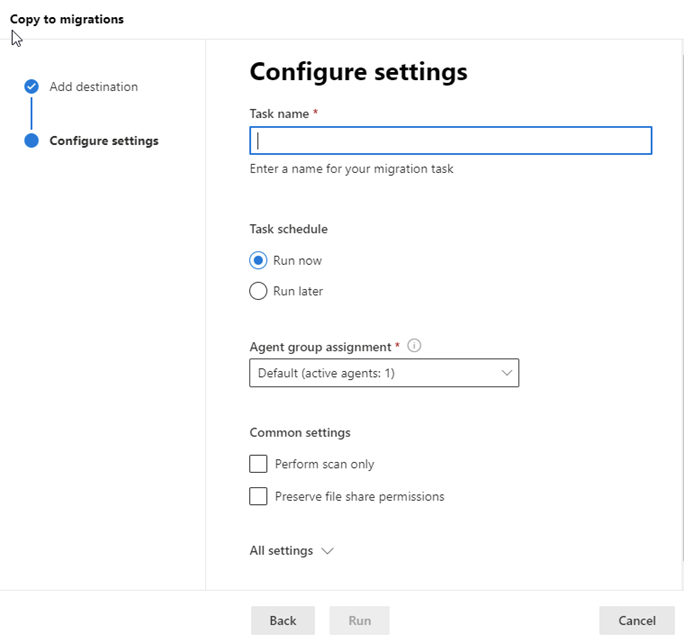 Copy to migrations
Add destination
Configure settings
Configure settings
Task name *
Enter a name for your migration task
Task schedule
Run now
Run later
Agent group assignment *
Default (active agents: 1)
Common settings
Perform scan only
Preserve file share permissions
All settings
Back
Run
Cancel